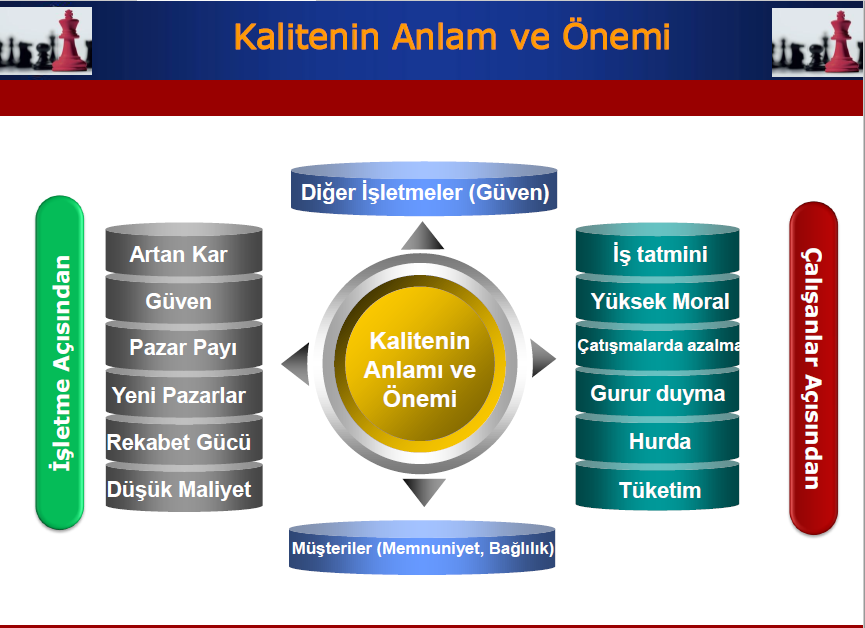 Kalitenin Anlam ve Önemi
Diğer İşletmeler (Güven)
İşletme Açısından
Artan Kar
Güven
Pazar Payı
Yeni Pazarlar
Rekabet Gücü
Düşük Maliyet
Kalitenin
Anlamı ve
Önemi
İş tatmini
Yüksek Moral
Çatışmalarda azalma
Gurur duyma
Hurda
Tüketim
Çalışanlar Açısından
Müşteriler (Memnuniyet, Bağlılık)